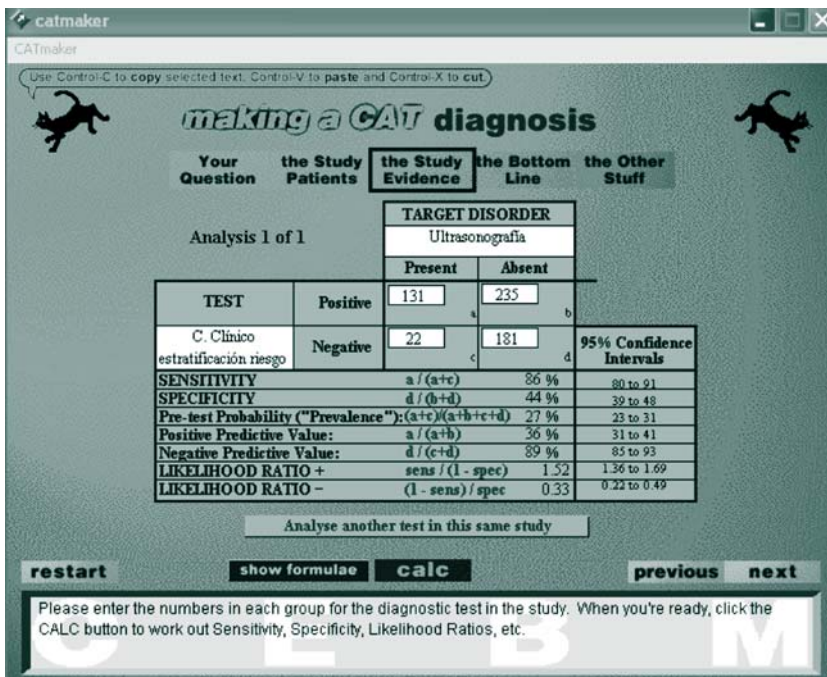 catmaker
CATmaker
Use Control-C to copy selected text, Control-V to paste and Control-X to cut.
making a CAT diagnosis
Your Question
the Study Patients
the Study Evidence
the Bottom Line
the Other Stuff
Analysis 1 of 1
TARGET DISORDER
Ultrasonografía
Present Absent
TEST Positive 131 a 235 b
C. Clínico estratificación riesgo Negative 22 c 181 d 95% Confidence Intervals
SENSITIVITY a / (a+c) 86 % 80 to 91
SPECIFICITY d / (b+d) 44 % 39 to 48
Pre-test Probability ("Prevalence"): (a+c)/(a+b+c+d) 27 % 23 to 31
Positive Predictive Value: a / (a+b) 36 % 31 to 41
Negative Predictive Value: d / (c+d) 89 % 85 to 93
LIKELIHOOD RATIO + sens / (1 - spec) 1.52 1.36 to 1.69
LIKELIHOOD RATIO – (1 - sens) / spec 0.33 0.22 to 0.49
Analyse another test in this same study
restart show formulae calc previous next
Please enter the numbers in each group for the diagnostic test in the study. When you're ready, click the
CALC button to work out Sensitivity, Specificity, Likelihood Ratios, etc.
C E B M